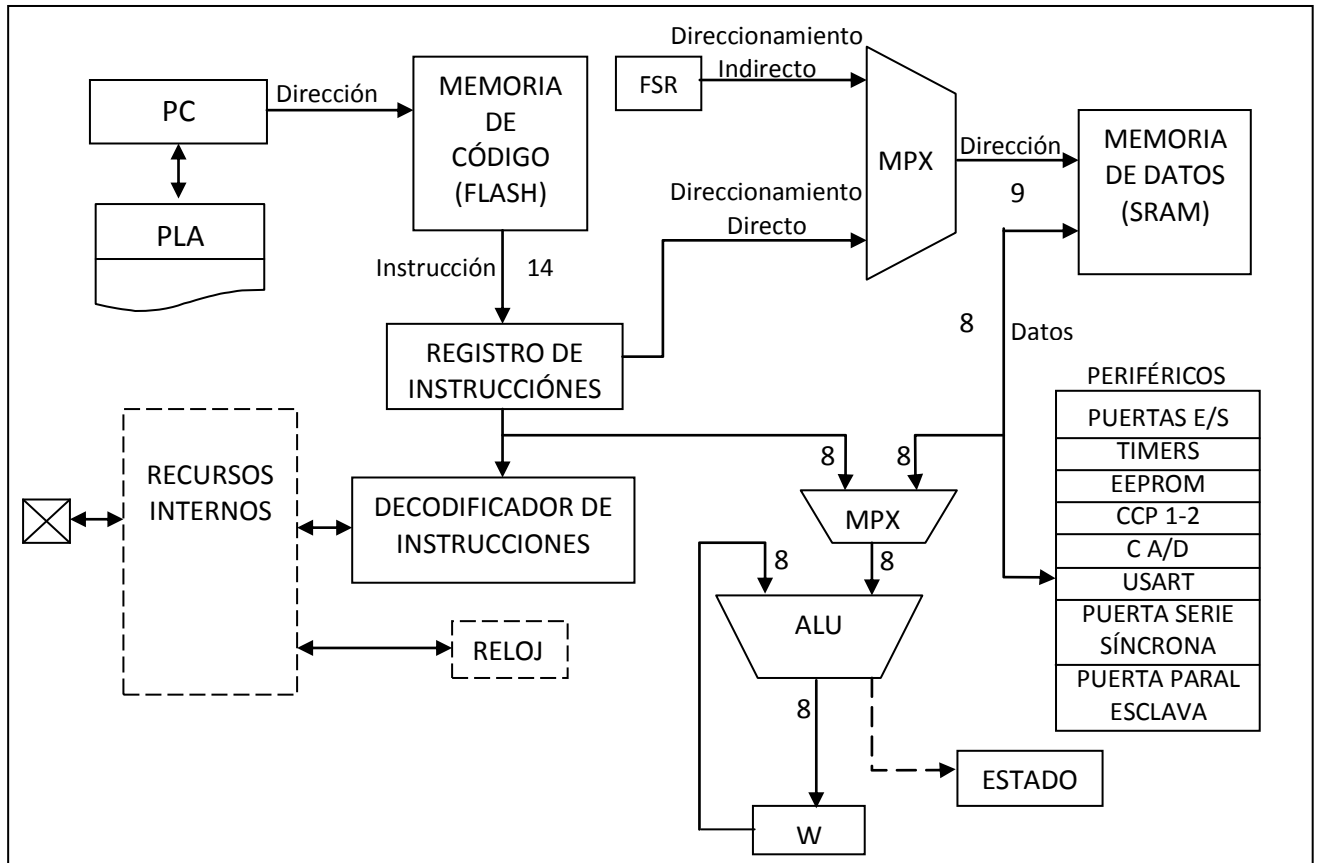 PC
Dirección
MEMORIA
DE
CÓDIGO
(FLASH)
PLA
Instrucción 14
REGISTRO DE
INSTRUCCIÓNES
FSR
Direccionamiento
Indirecto
Direccionamiento
Directo
MPX
Dirección
9
MEMORIA
DE DATOS
(SRAM)
8
Datos
PERIFÉRICOS
PUERTAS E/S
TIMERS
EEPROM
CCP 1-2
C A/D
USART
PUERTA SERIE
SÍNCRONA
PUERTA PARAL
ESCLAVA
RECURSOS
INTERNOS
DECODIFICADOR DE
INSTRUCCIONES
RELOJ
8
8
MPX
8
8
ALU
8
ESTADO
W